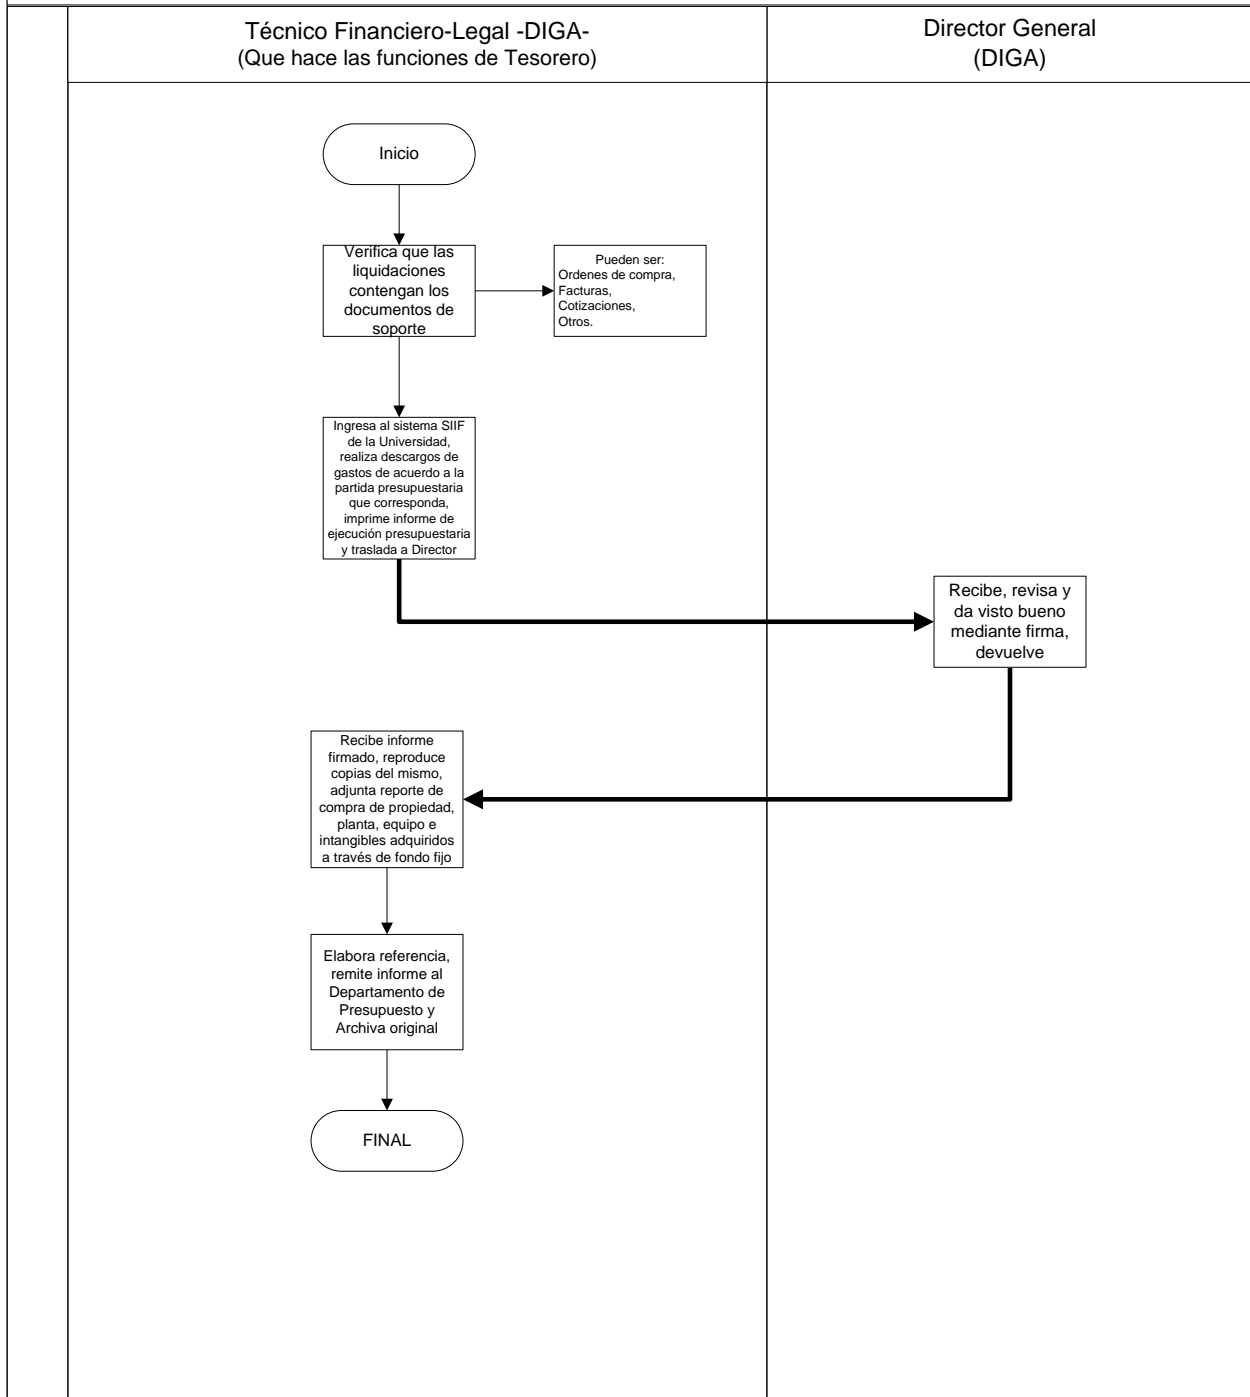 Técnico Financiero-Legal -DIGA-
(Que hace las funciones de Tesorero)
Director General
(DIGA)
Inicio
Verifica que las
liquidaciones
contengan los
documentos de
soporte
Pueden ser:
Ordenes de compra,
Facturas,
Cotizaciones,
Otros.
Ingresa al sistema SIIF
de la Universidad,
realiza descargos de
gastos de acuerdo a la
partida presupuestaria
que corresponda,
imprime informe de
ejecución presupuestaria
y traslada a Director
Recibe, revisa y
da visto bueno
mediante firma,
devuelve
Recibe informe
firmado, reproduce
copias del mismo,
adjunta reporte de
compra de propiedad,
planta, equipo e
intangibles adquiridos
a través de fondo fijo
Elabora referencia,
remite informe al
Departamento de
Presupuesto y
Archiva original
FINAL